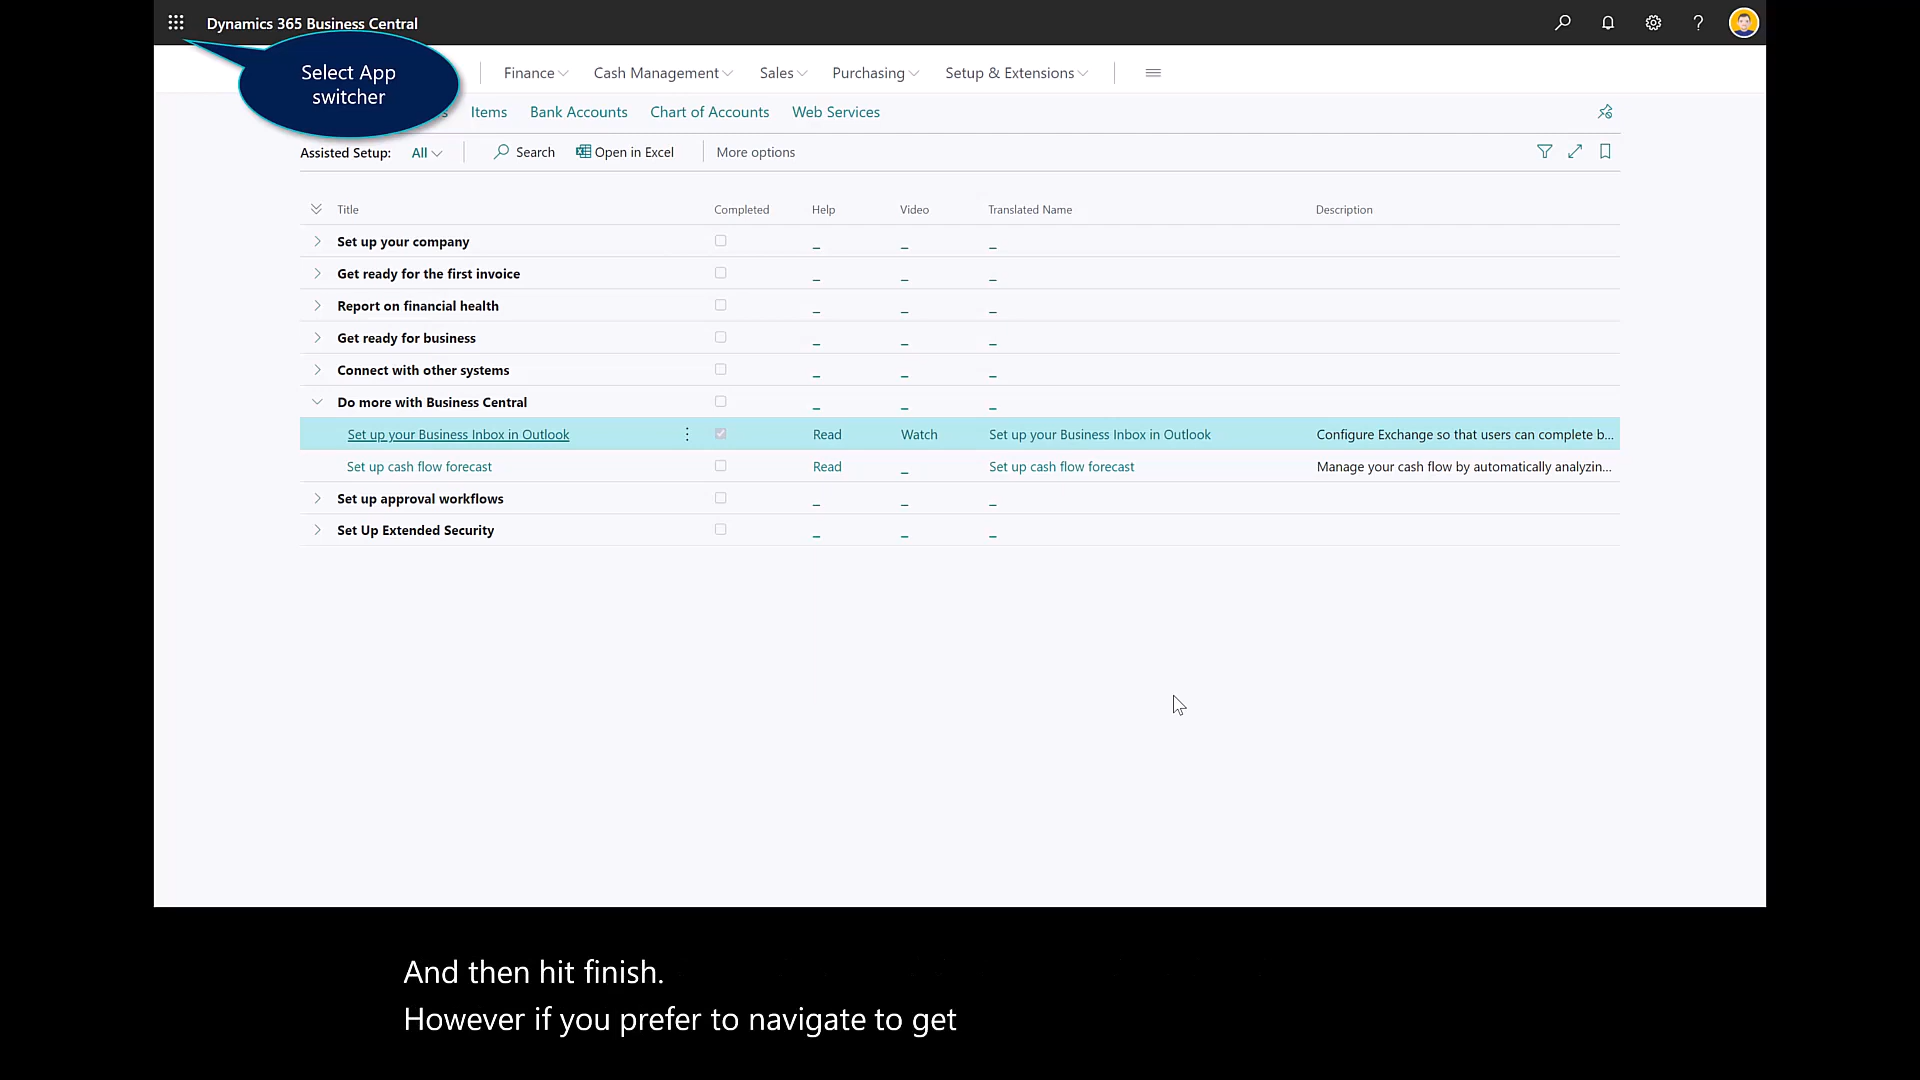 Dynamics 365 Business Central
Select App
switcher
Finance
Cash Management
Sales
Purchasing
Setup & Extensions
Items
Bank Accounts
Chart of Accounts
Web Services
Assisted Setup:
All
Search
Open in Excel
More options
Title
Completed
Help
Video
Translated Name
Description
Set up your company
Get ready for the first invoice
Report on financial health
Get ready for business
Connect with other systems
Do more with Business Central
Set up your Business Inbox in Outlook
Read
Watch
Set up your Business Inbox in Outlook
Configure Exchange so that users can complete b...
Set up cash flow forecast
Read
Set up cash flow forecast
Manage your cash flow by automatically analyzin...
Set up approval workflows
Set Up Extended Security
And then hit finish.
However if you prefer to navigate to get